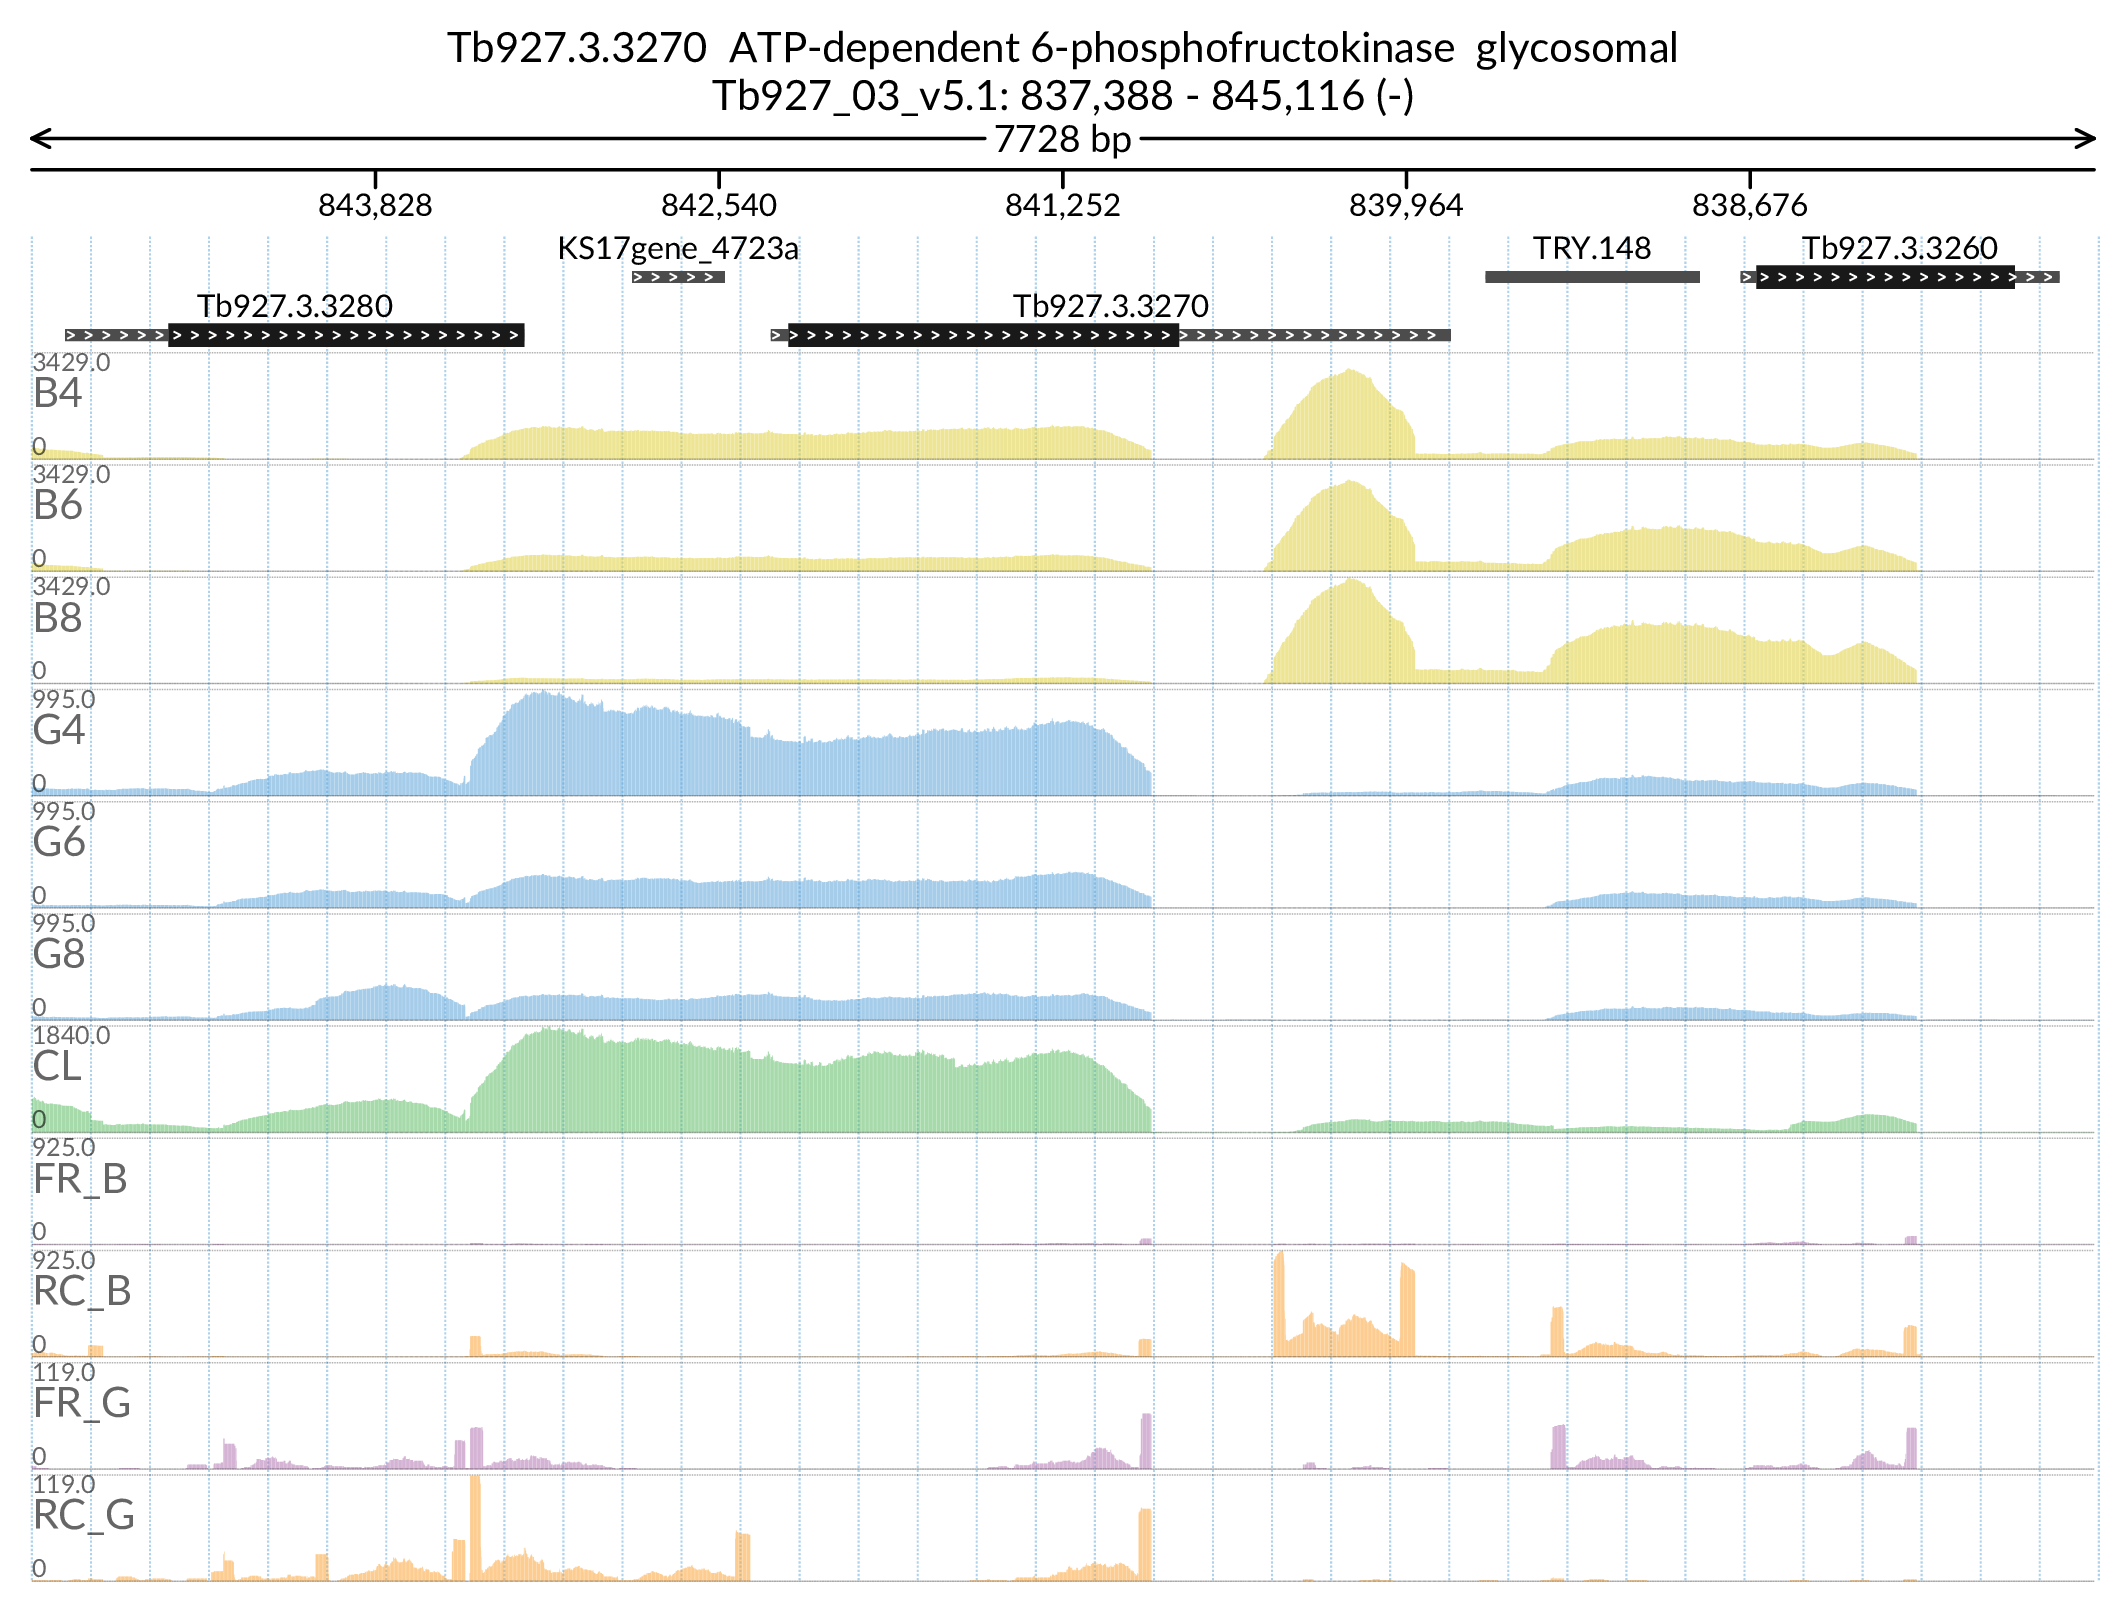 Tb927.3.3270  ATP-dependent 6-phosphofructokinase  glycosomal
Tb927_03_v5.1: 837,388 - 845,116 (-)
7728 bp
843,828 842,540 841,252 839,964 838,676
KS17gene_4723a TRY.148 Tb927.3.3260
Tb927.3.3280 Tb927.3.3270
3429.0
B4
0
3429.0
B6
0
3429.0
B8
0
995.0
G4
0
995.0
G6
0
995.0
G8
0
1840.0
CL
0
925.0
FR_B
0
925.0
RC_B
0
119.0
FR_G
0
119.0
RC_G
0